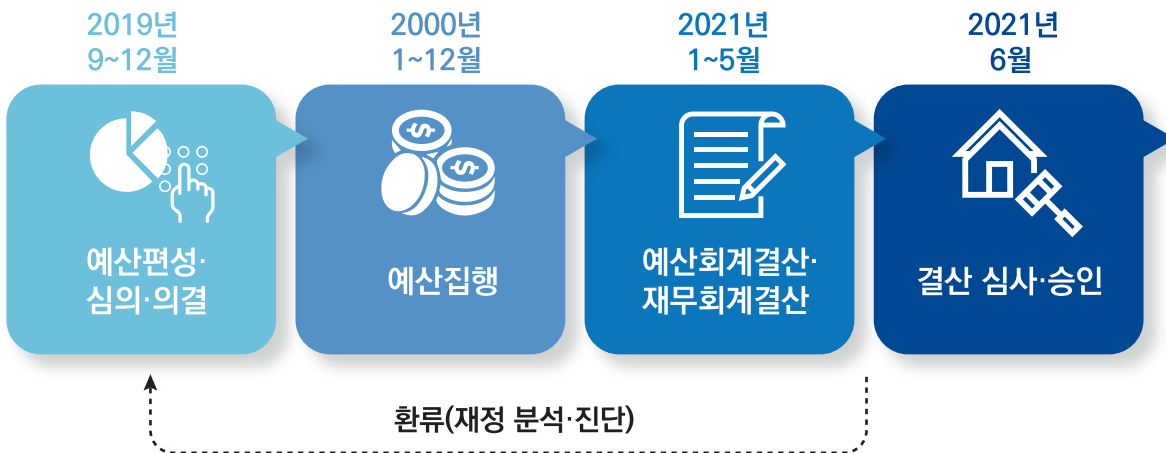 2019년
9~12월
2000년
1~12월
2021년
1~5월
2021년
6월
예산편성·
심의·의결
예산집행
예산회계결산·
재무회계결산
결산 심사·승인
환류(재정 분석·진단)